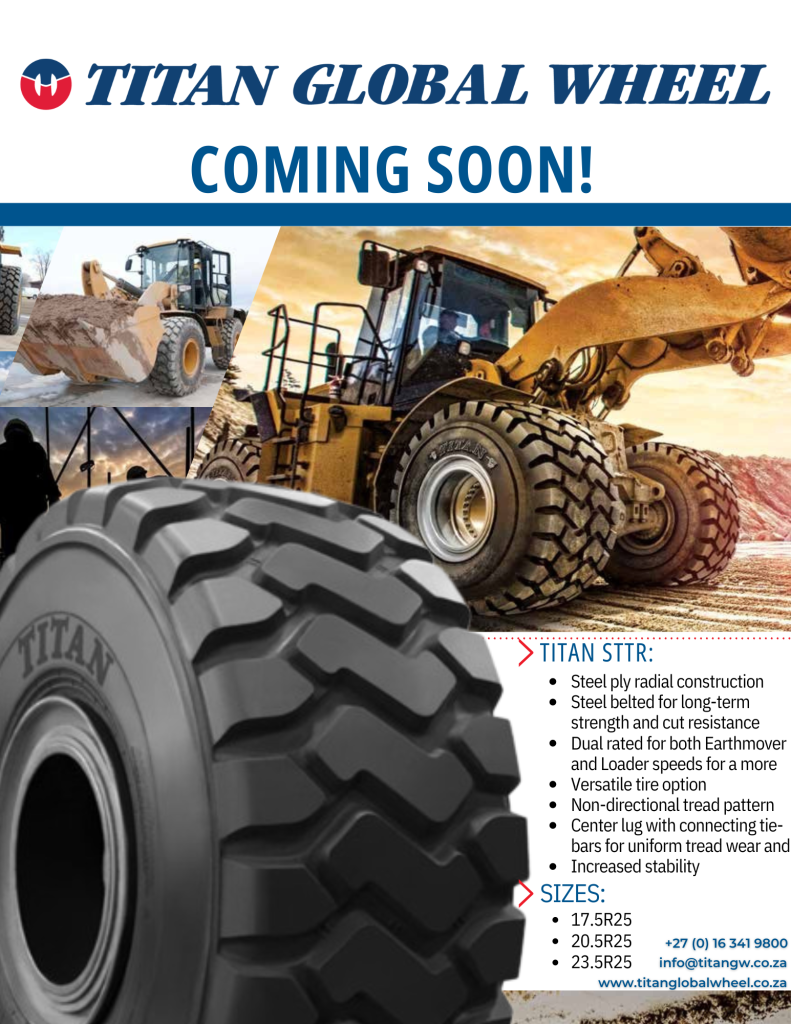 TITAN GLOBAL WHEEL
COMING SOON!
TITAN
TITAN
TITAN STTR:
• Steel ply radial construction
• Steel belted for long-term
strength and cut resistance
• Dual rated for both Earthmover
and Loader speeds for a more
• Versatile tire option
• Non-directional tread pattern
• Center lug with connecting tie-
bars for uniform tread wear and
• Increased stability
SIZES:
• 17.5R25
• 20.5R25
• 23.5R25
+27 (0) 16 341 9800
info@titangw.co.za
www.titanglobalwheel.co.za